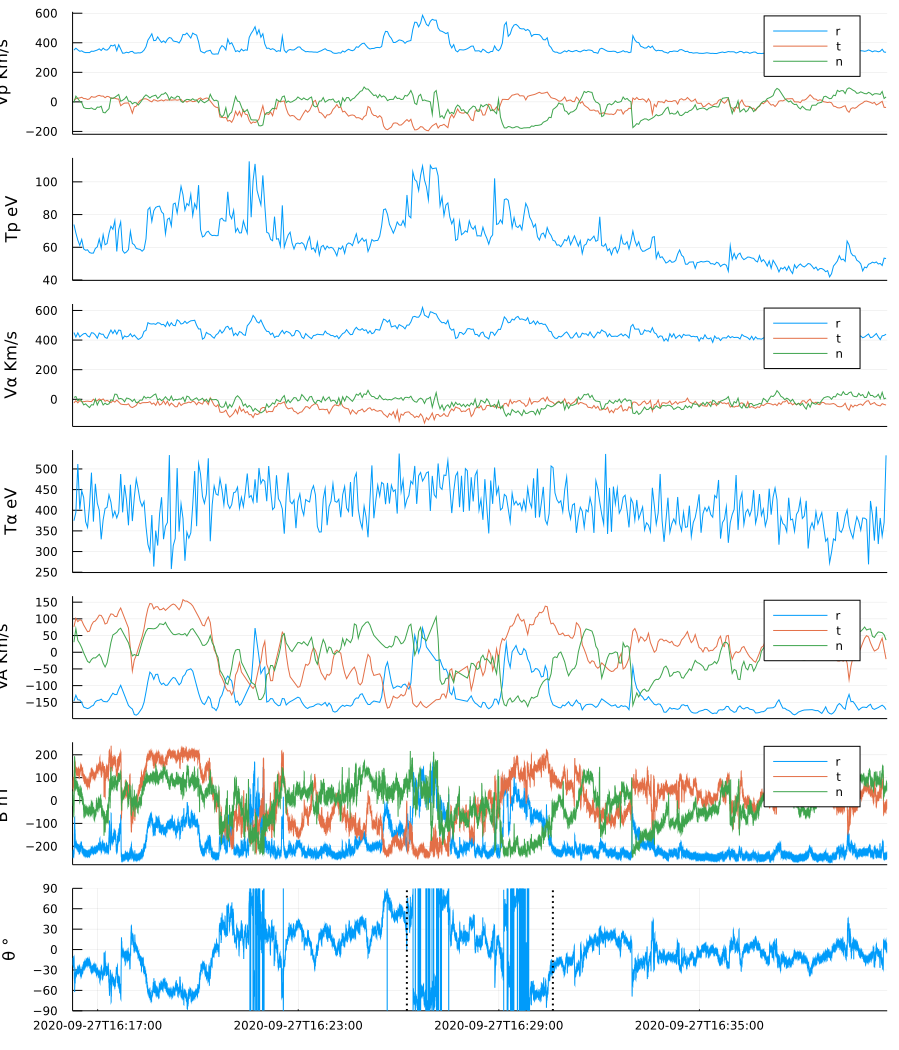 600
400
200
0
−200
Vp Km/s
r
t
n
100
80
60
40
Tp eV
600
400
200
0
Vα Km/s
r
t
n
500
450
400
350
300
250
Tα eV
150
100
50
0
−50
−100
−150
VA Km/s
r
t
n
200
100
0
−100
−200
B nT
r
t
n
90
60
30
0
−30
−60
−90
θ °
2020-09-27T16:17:00 2020-09-27T16:23:00 2020-09-27T16:29:00 2020-09-27T16:35:00